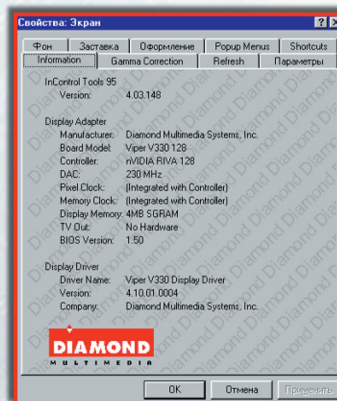 Свойства: Экран
Фон Заставка Оформление Popup Menus Shortcuts
Information Gamma Correction Refresh Параметры
InControl Tools 95
Version: 4.03.148
Display Adapter
Manufacturer: Diamond Multimedia Systems, Inc.
Board Model: Viper V330 128
Controller: nVIDIA RIVA 128
DAC: 230 MHz
Pixel Clock: (Integrated with Controller)
Memory Clock: (Integrated with Controller)
Display Memory: 4MB SGRAM
TV Out: No Hardware
BIOS Version: 1.50
Display Driver
Driver Name: Viper V330 Display Driver
Version: 4.10.01.0004
Company: Diamond Multimedia Systems, Inc.
DIAMOND
MULTIMEDIA
OK Отмена Применить